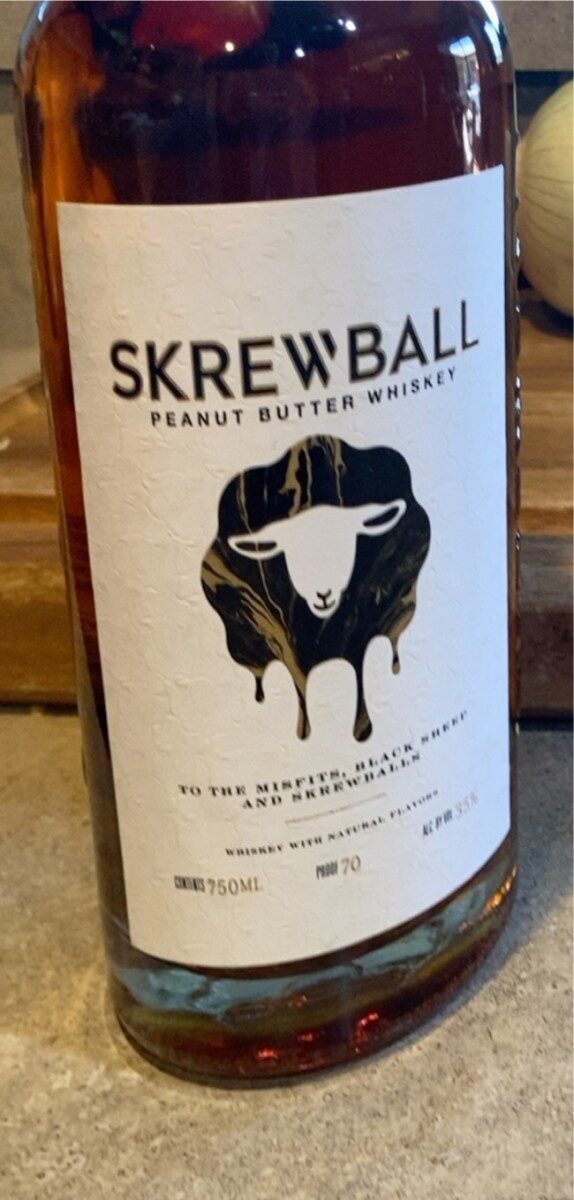 SKREWBALL
PEANUT BUTTER WHISKEY
TO THE MISFITS, BLACK SHEEP
AND SKREWBALLS
WHISKEY WITH NATURAL FLAVORS
CONTENTS 750ML PROOF 70 ALC BY VOL 35%